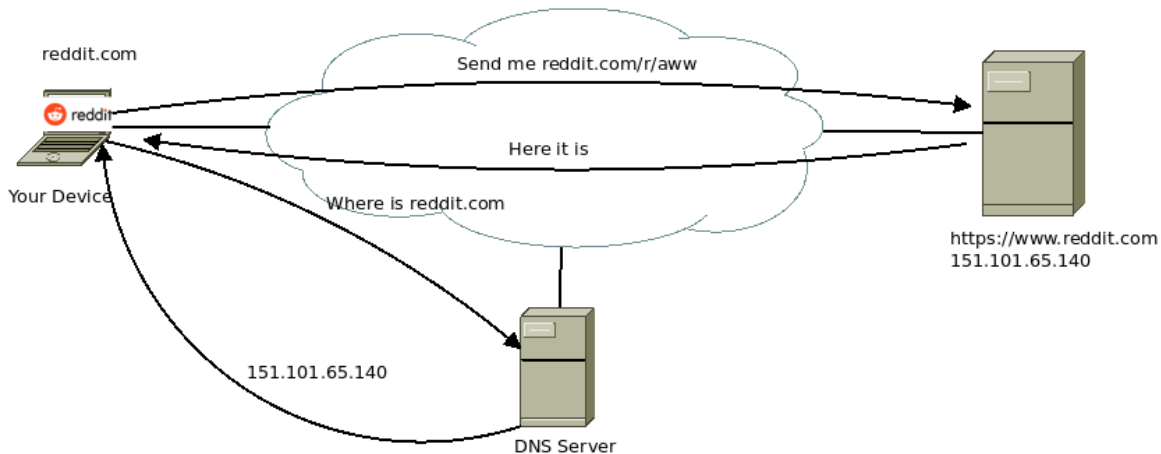 reddit.com
Send me reddit.com/r/aww
reddit
Here it is
Your Device
Where is reddit.com
https://www.reddit.com
151.101.65.140
151.101.65.140
DNS Server